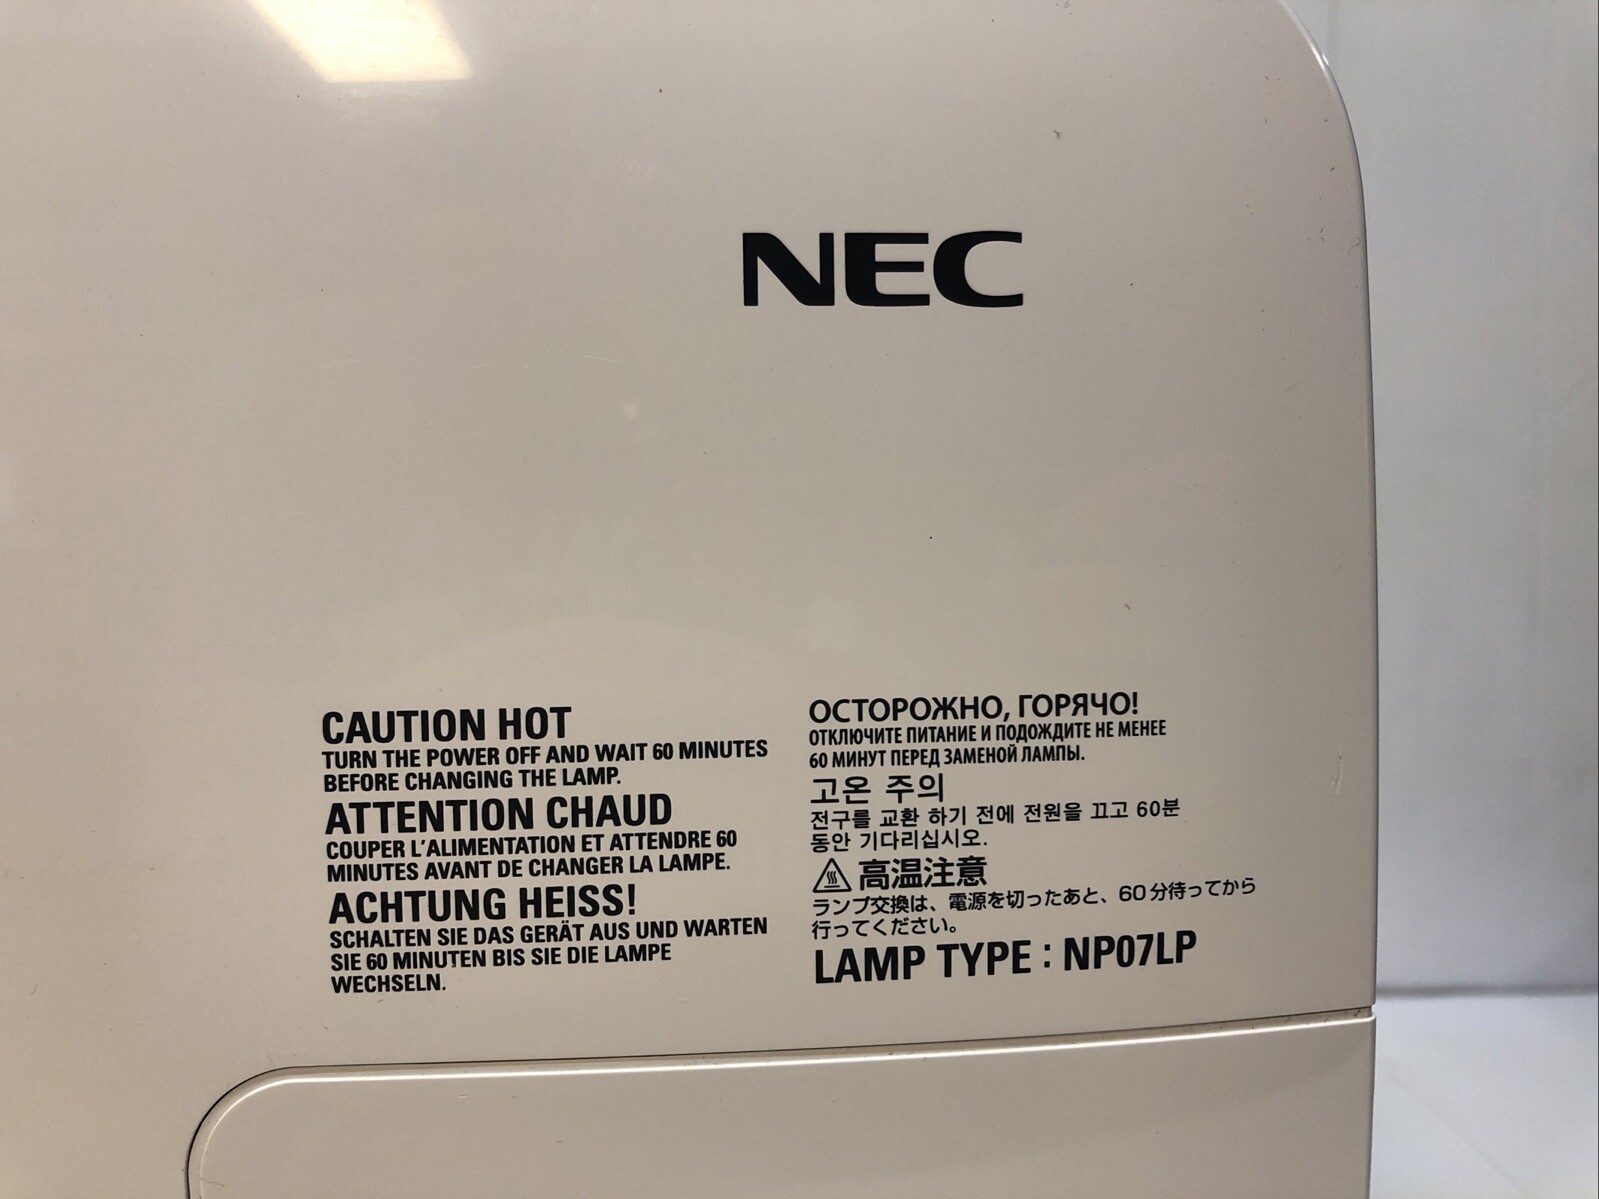 NEC
CAUTION HOT
TURN THE POWER OFF AND WAIT 60 MINUTES
BEFORE CHANGING THE LAMP.
ATTENTION CHAUD
COUPER L'ALIMENTATION ET ATTENDRE 60
MINUTES AVANT DE CHANGER LA LAMPE.
ACHTUNG HEISS!
SCHALTEN SIE DAS GERÄT AUS UND WARTEN
SIE 60 MINUTEN BIS SIE DIE LAMPE
WECHSELN.
ОСТОРОЖНО, ГОРЯЧО!
ОТКЛЮЧИТЕ ПИТАНИЕ И ПОДОЖДИТЕ НЕ МЕНЕЕ
60 МИНУТ ПЕРЕД ЗАМЕНОЙ ЛАМПЫ.
고온 주의
전구를 교환 하기 전에 전원을 끄고 60분
동안 기다리십시오.
高温注意
ランプ交換は、電源を切ったあと、60分待ってから
行ってください。
LAMP TYPE : NP07LP